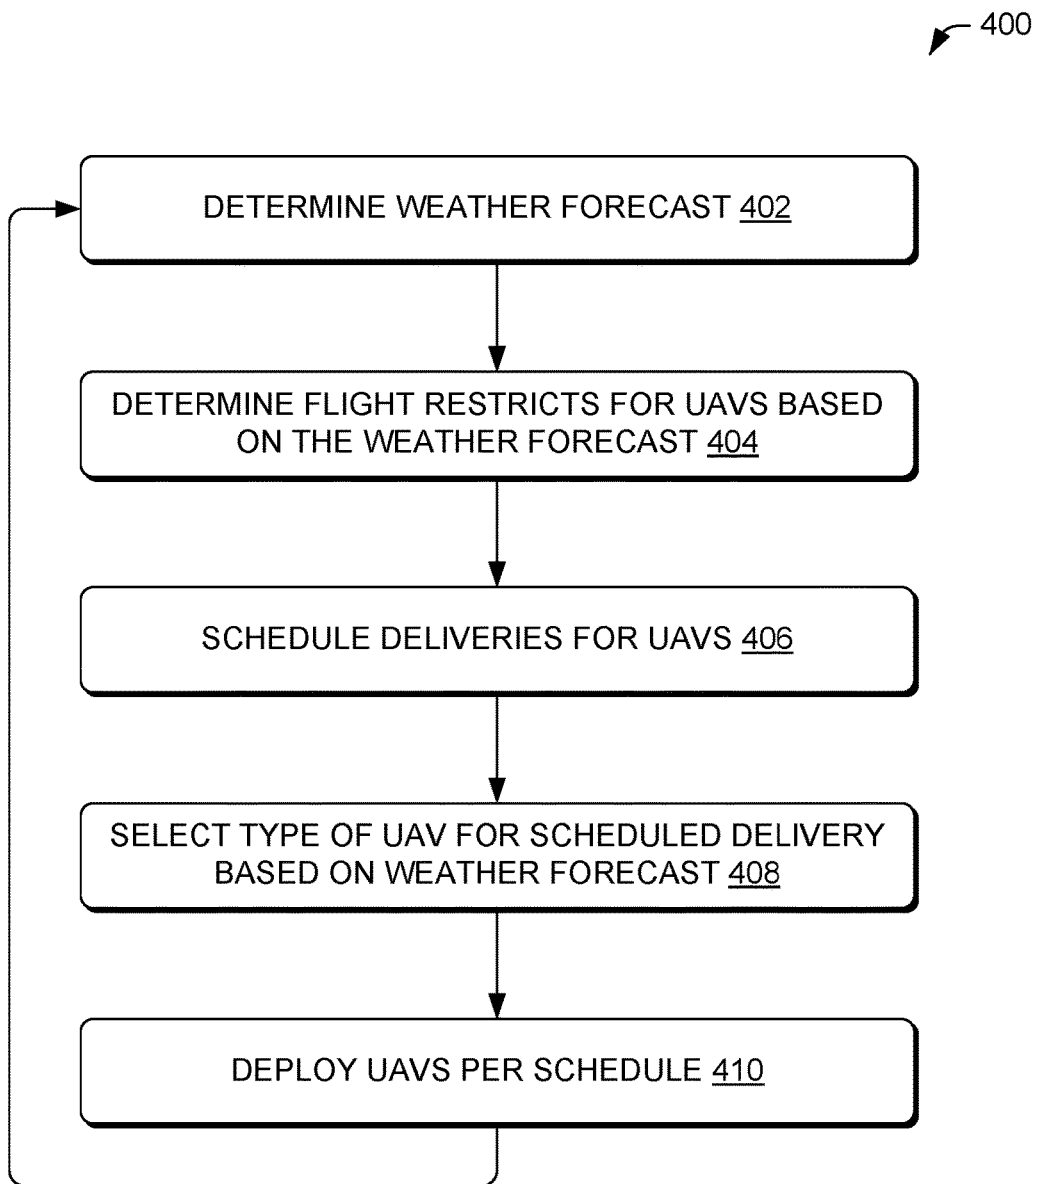 400
DETERMINE WEATHER FORECAST 402
DETERMINE FLIGHT RESTRICTS FOR UAVS BASED
ON THE WEATHER FORECAST 404
SCHEDULE DELIVERIES FOR UAVS 406
SELECT TYPE OF UAV FOR SCHEDULED DELIVERY
BASED ON WEATHER FORECAST 408
DEPLOY UAVS PER SCHEDULE 410